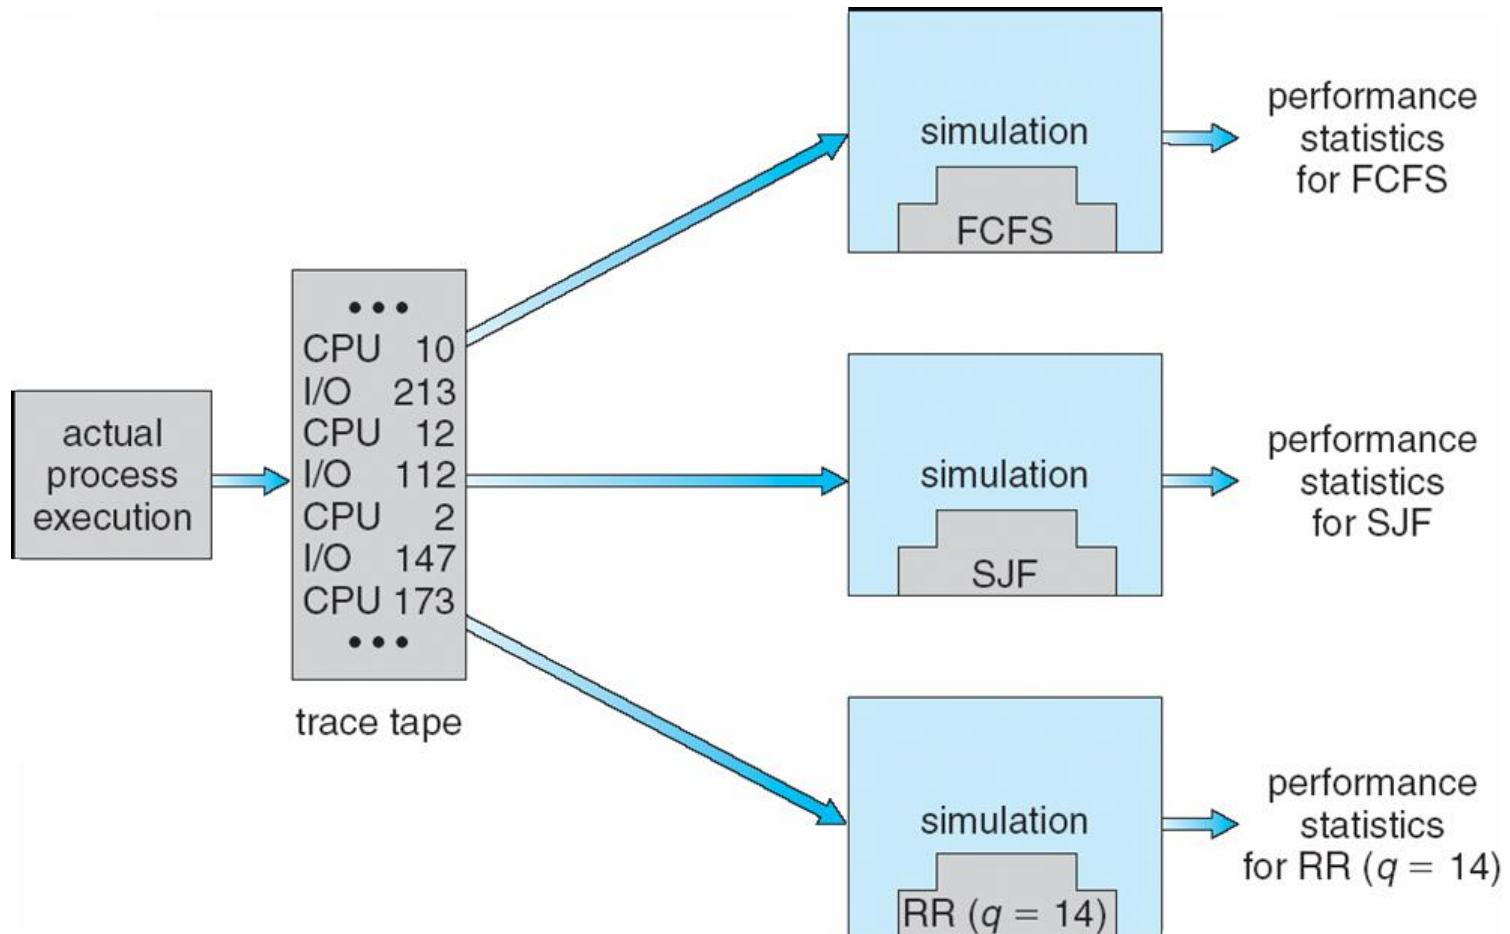 actual
process
execution
• • •
CPU 10
I/O 213
CPU 12
I/O 112
CPU 2
I/O 147
CPU 173
• • •
trace tape
simulation
FCFS
performance
statistics
for FCFS
simulation
SJF
performance
statistics
for SJF
simulation
RR (q = 14)
performance
statistics
for RR (q = 14)